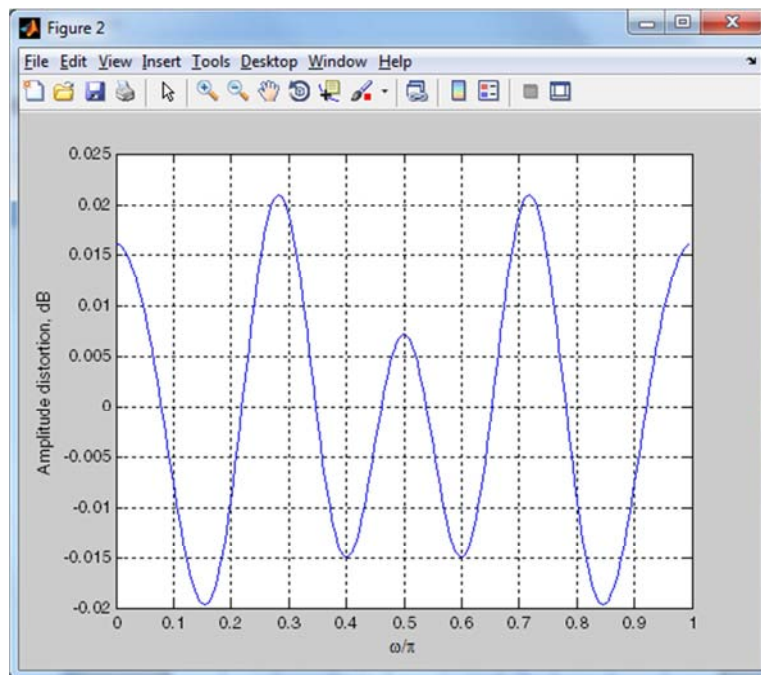 Figure 2
File Edit View Insert Tools Desktop Window Help
0.025
0.02
0.015
0.01
0.005
0
-0.005
-0.01
-0.015
-0.02
Amplitude distortion, dB
0 0.1 0.2 0.3 0.4 0.5 0.6 0.7 0.8 0.9 1
ω/π